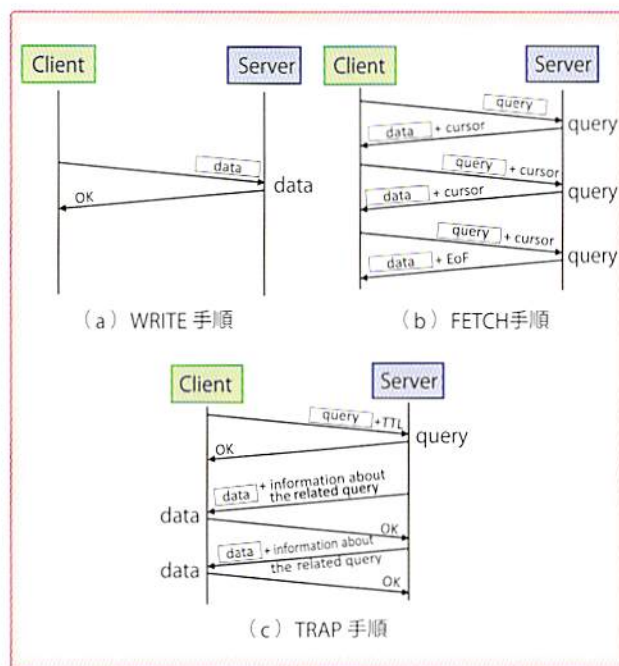 Client
Server
data
data
OK
(a) WRITE 手順
Client
Server
query
query
data + cursor
query + cursor
query
data + cursor
query + cursor
query
data + EoF
(b) FETCH手順
Client
Server
query +TTL
query
OK
data + information about
the related query
data
OK
data + information about
the related query
data
OK
(c) TRAP 手順